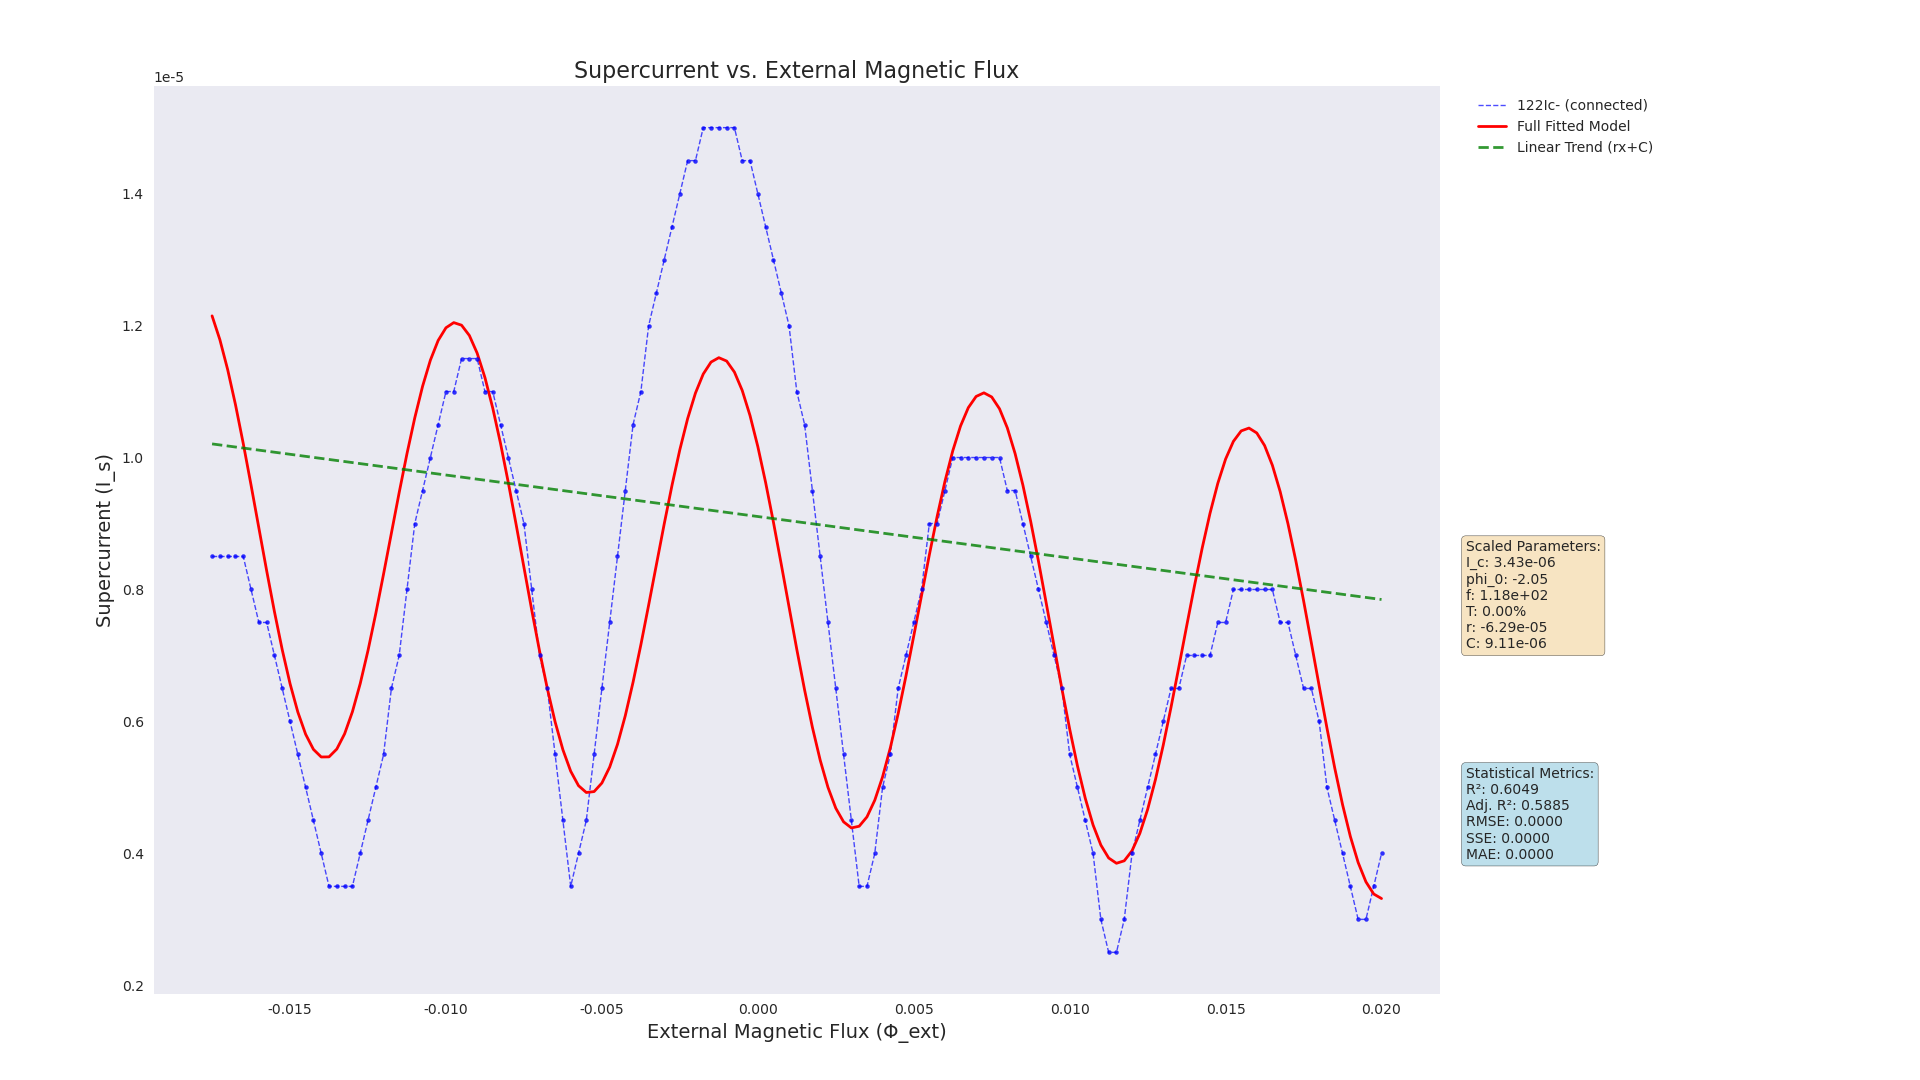 Supercurrent vs. External Magnetic Flux
1e-5
1.4
1.2
1.0
0.8
0.6
0.4
0.2
Supercurrent (I_s)
-0.015
-0.010
-0.005
0.000
0.005
0.010
0.015
0.020
External Magnetic Flux (Φ_ext)
122Ic- (connected)
Full Fitted Model
Linear Trend (rx+C)
Scaled Parameters:
I_c: 3.43e-06
phi_0: -2.05
f: 1.18e+02
T: 0.00%
r: -6.29e-05
C: 9.11e-06
Statistical Metrics:
R²: 0.6049
Adj. R²: 0.5885
RMSE: 0.0000
SSE: 0.0000
MAE: 0.0000